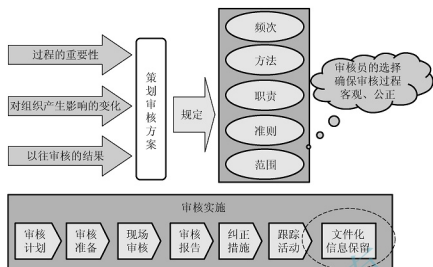 过程的重要性
对组织产生影响的变化
以往审核的结果
策划审核方案
规定
频次
方法
职责
准则
范围
审核员的选择
确保审核过程
客观、公正
审核实施
审核
计划
审核
准备
现场
审核
审核
报告
纠正
措施
跟踪
活动
文件化
信息保留